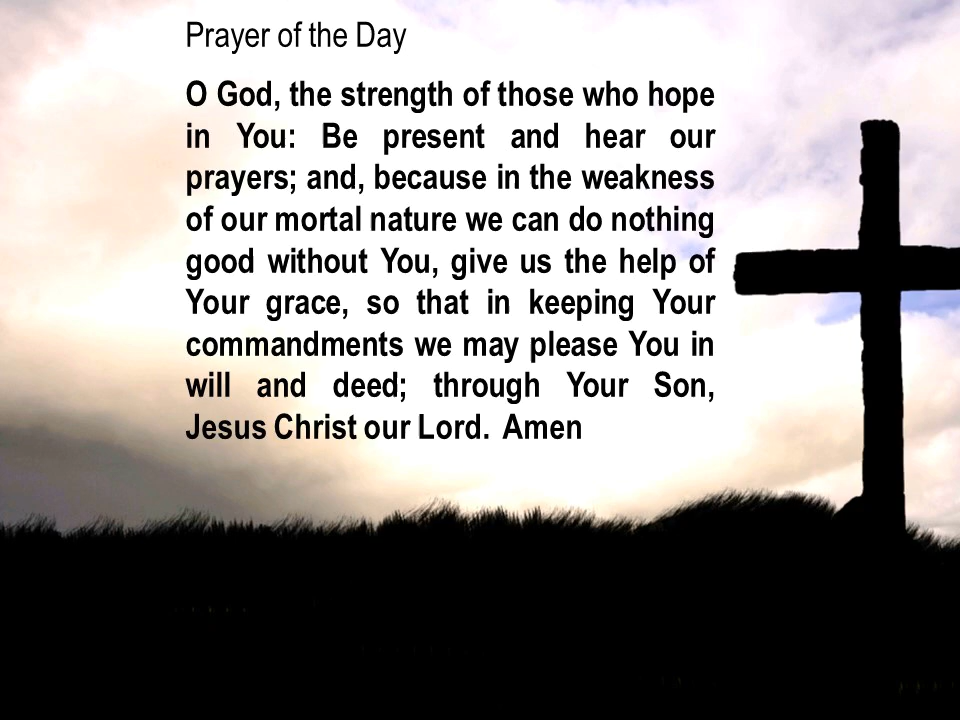 Prayer of the Day
O God, the strength of those who hope
in You: Be present and hear our
prayers; and, because in the weakness
of our mortal nature we can do nothing
good without You, give us the help of
Your grace, so that in keeping Your
commandments we may please You in
will and deed; through Your Son,
Jesus Christ our Lord.  Amen